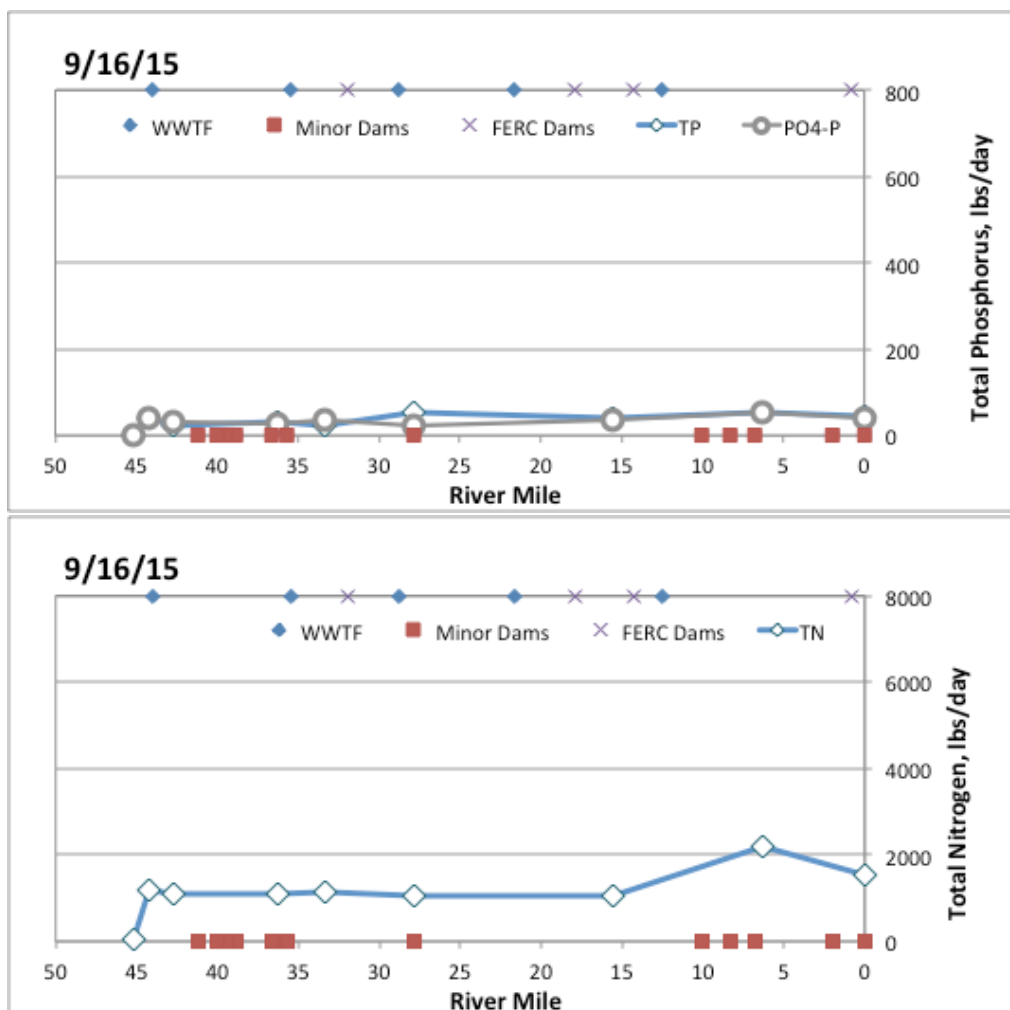 9/16/15
800
WWTF Minor Dams FERC Dams TP PO4-P
600
400
200
0
Total Phosphorus, lbs/day
50 45 40 35 30 25 20 15 10 5 0
River Mile
9/16/15
8000
WWTF Minor Dams FERC Dams TN
6000
4000
2000
0
Total Nitrogen, lbs/day
50 45 40 35 30 25 20 15 10 5 0
River Mile